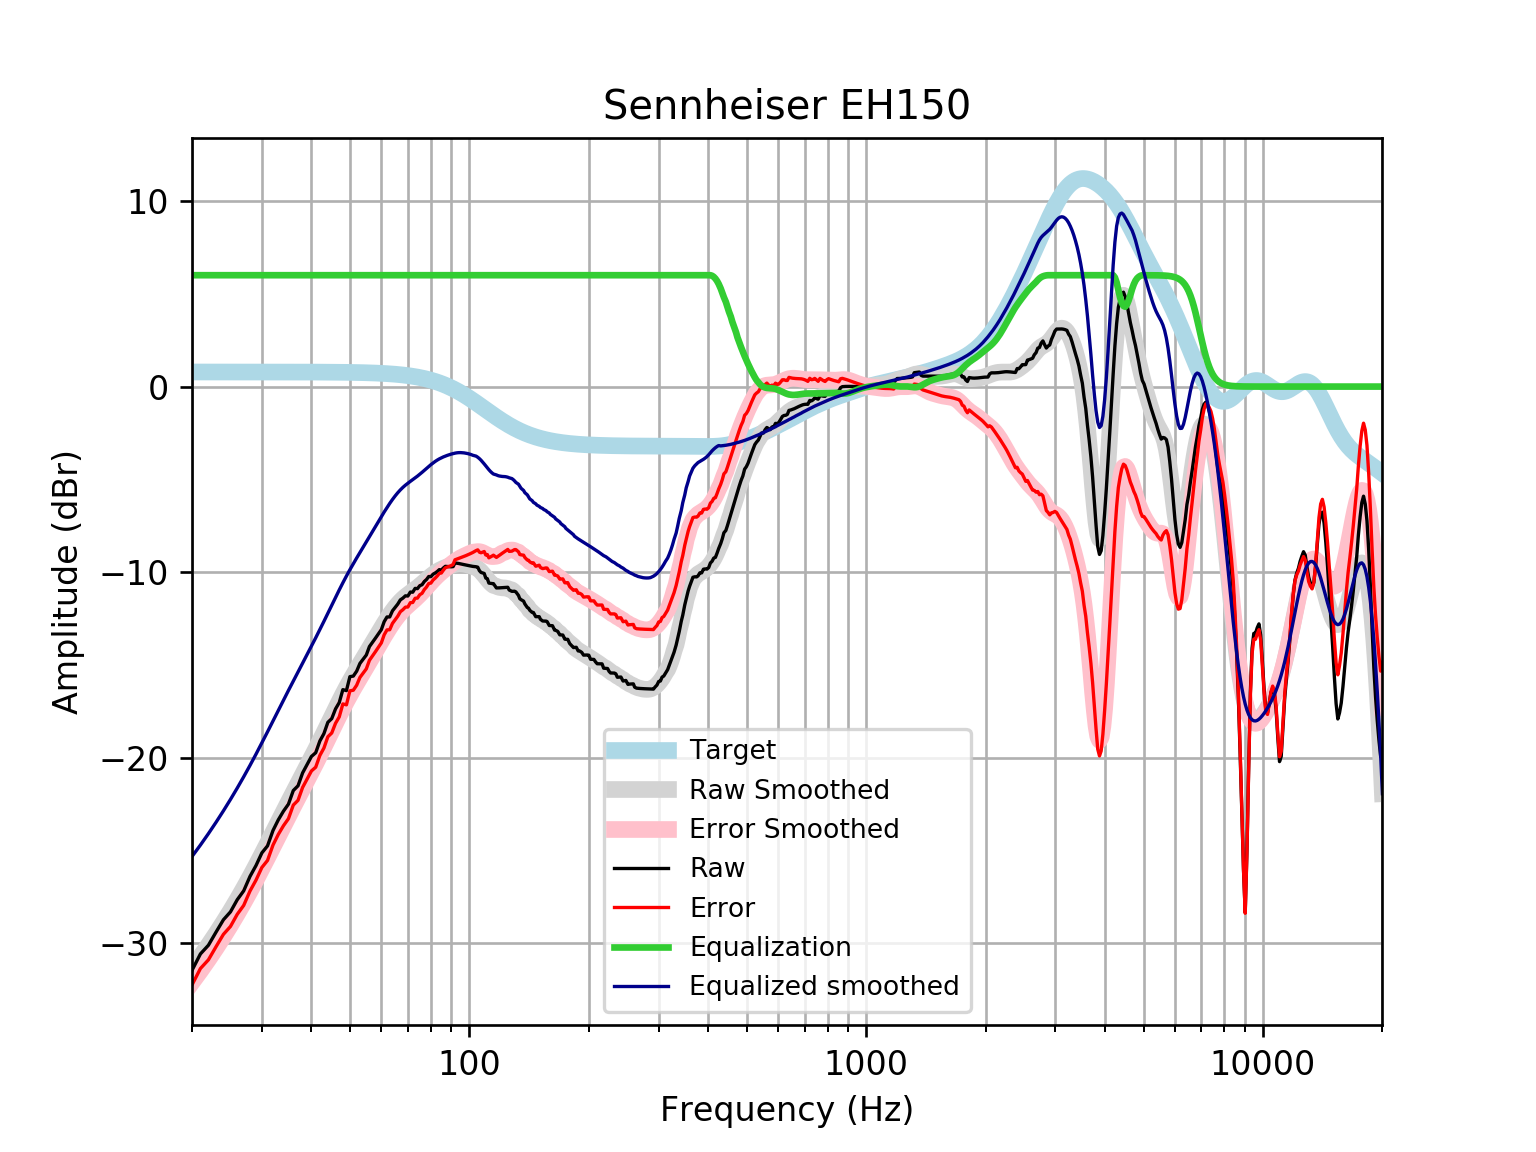 Sennheiser EH150
Amplitude (dBr)
10
0
−10
−20
−30
Target
Raw Smoothed
Error Smoothed
Raw
Error
Equalization
Equalized smoothed
100
1000
10000
Frequency (Hz)